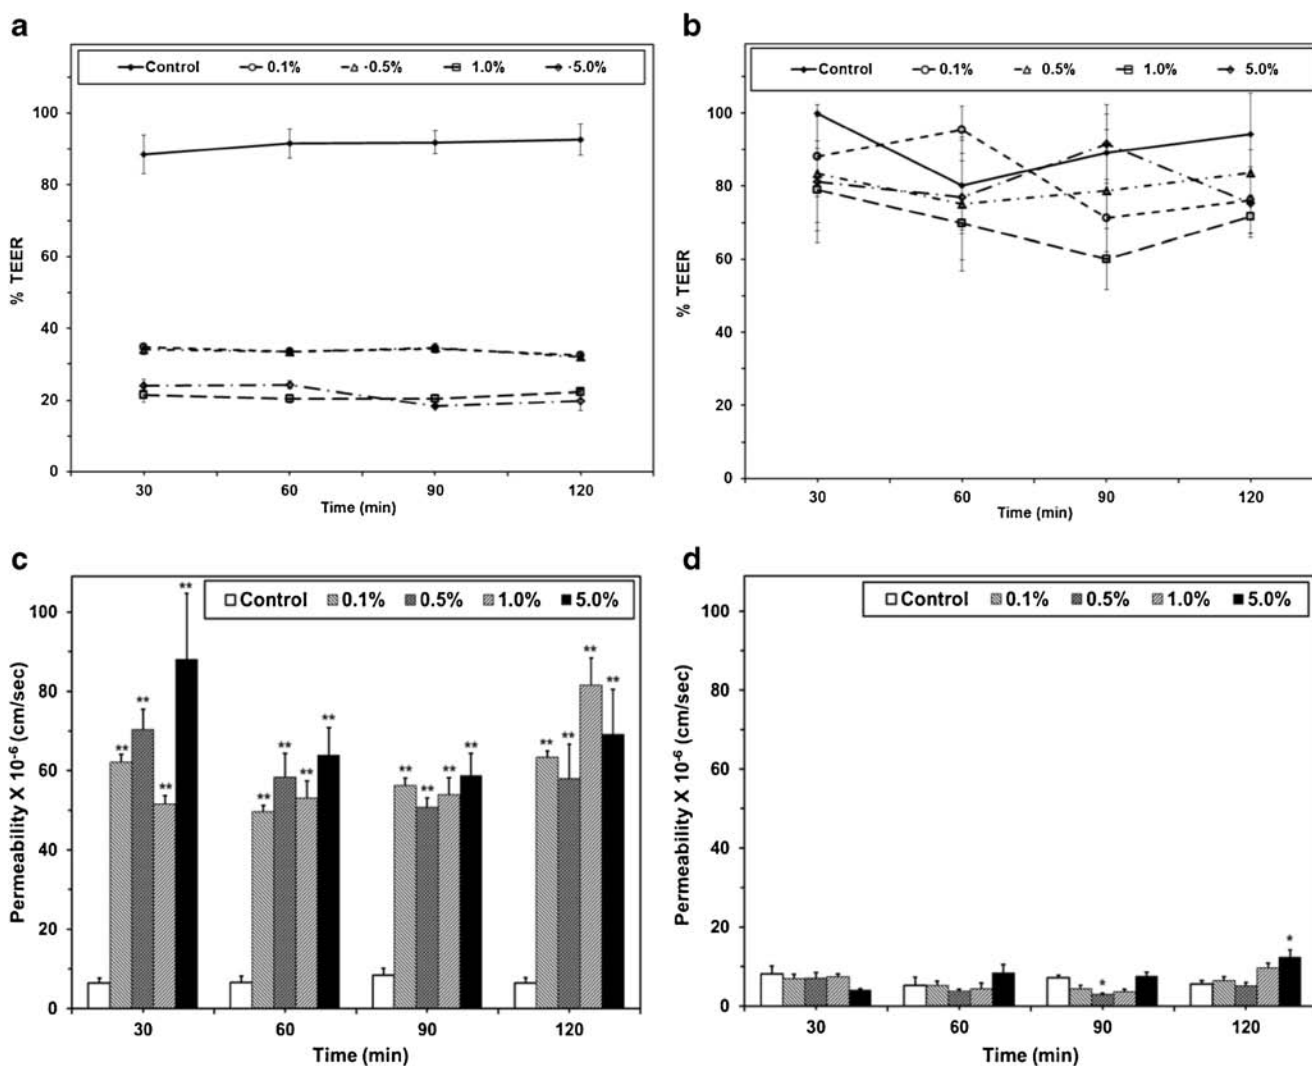 a
Control 0.1% 0.5% 1.0% 5.0%
100
80
60
40
20
0
% TEER
30 60 90 120
Time (min)
b
Control 0.1% 0.5% 1.0% 5.0%
100
80
60
40
20
0
% TEER
30 60 90 120
Time (min)
c
Control 0.1% 0.5% 1.0% 5.0%
100
80
60
40
20
0
Permeability X 10⁻⁶ (cm/sec)
** ** ** **
** ** ** **
** ** ** **
** ** ** **
30 60 90 120
Time (min)
d
Control 0.1% 0.5% 1.0% 5.0%
100
80
60
40
20
0
Permeability X 10⁻⁶ (cm/sec)
* *
30 60 90 120
Time (min)